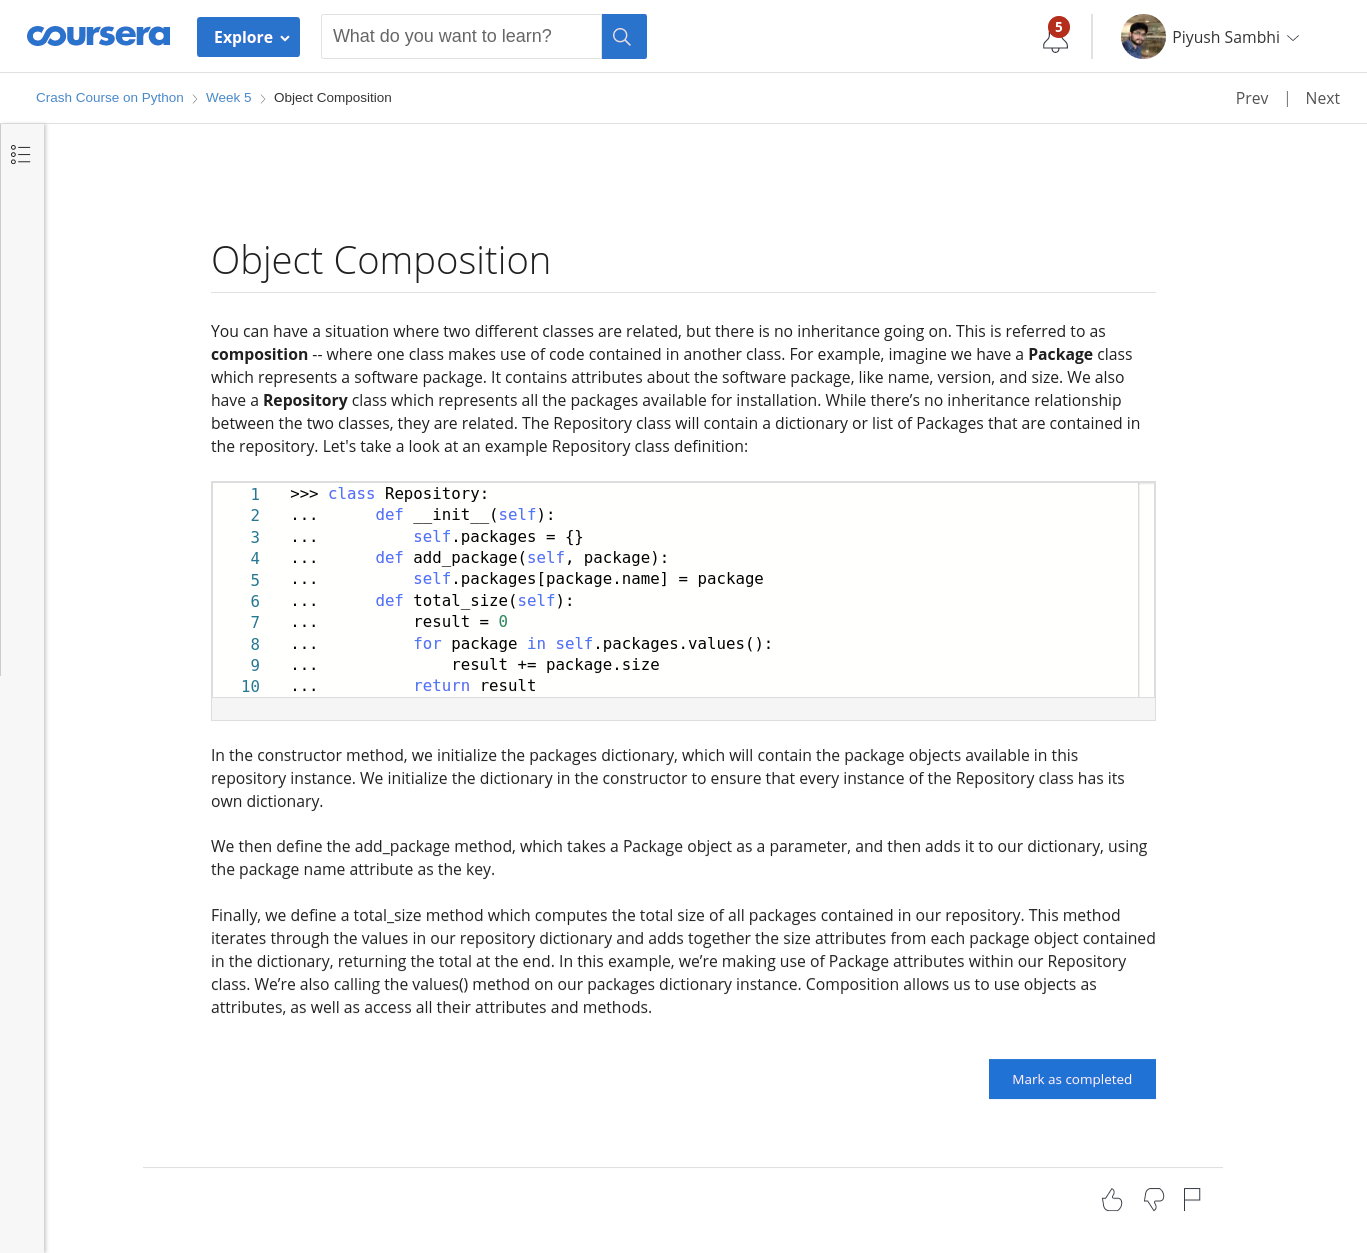 coursera
Explore
What do you want to learn?
5
Piyush Sambhi
Crash Course on Python
Week 5
Object Composition
Prev | Next
Object Composition
You can have a situation where two different classes are related, but there is no inheritance going on. This is referred to as
composition -- where one class makes use of code contained in another class. For example, imagine we have a Package class
which represents a software package. It contains attributes about the software package, like name, version, and size. We also
have a Repository class which represents all the packages available for installation. While there’s no inheritance relationship
between the two classes, they are related. The Repository class will contain a dictionary or list of Packages that are contained in
the repository. Let's take a look at an example Repository class definition:
1 >>> class Repository:
2 ...      def __init__(self):
3 ...          self.packages = {}
4 ...      def add_package(self, package):
5 ...          self.packages[package.name] = package
6 ...      def total_size(self):
7 ...          result = 0
8 ...          for package in self.packages.values():
9 ...              result += package.size
10 ...          return result
In the constructor method, we initialize the packages dictionary, which will contain the package objects available in this
repository instance. We initialize the dictionary in the constructor to ensure that every instance of the Repository class has its
own dictionary.
We then define the add_package method, which takes a Package object as a parameter, and then adds it to our dictionary, using
the package name attribute as the key.
Finally, we define a total_size method which computes the total size of all packages contained in our repository. This method
iterates through the values in our repository dictionary and adds together the size attributes from each package object contained
in the dictionary, returning the total at the end. In this example, we’re making use of Package attributes within our Repository
class. We’re also calling the values() method on our packages dictionary instance. Composition allows us to use objects as
attributes, as well as access all their attributes and methods.
Mark as completed